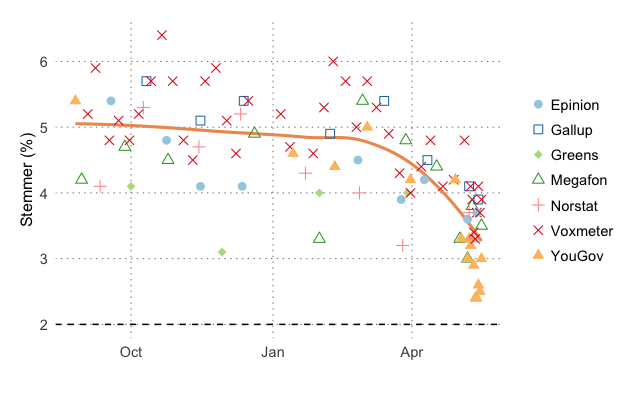 Stemmer (%)
6
5
4
3
2
Oct
Jan
Apr
Epinion
Gallup
Greens
Megafon
Norstat
Voxmeter
YouGov